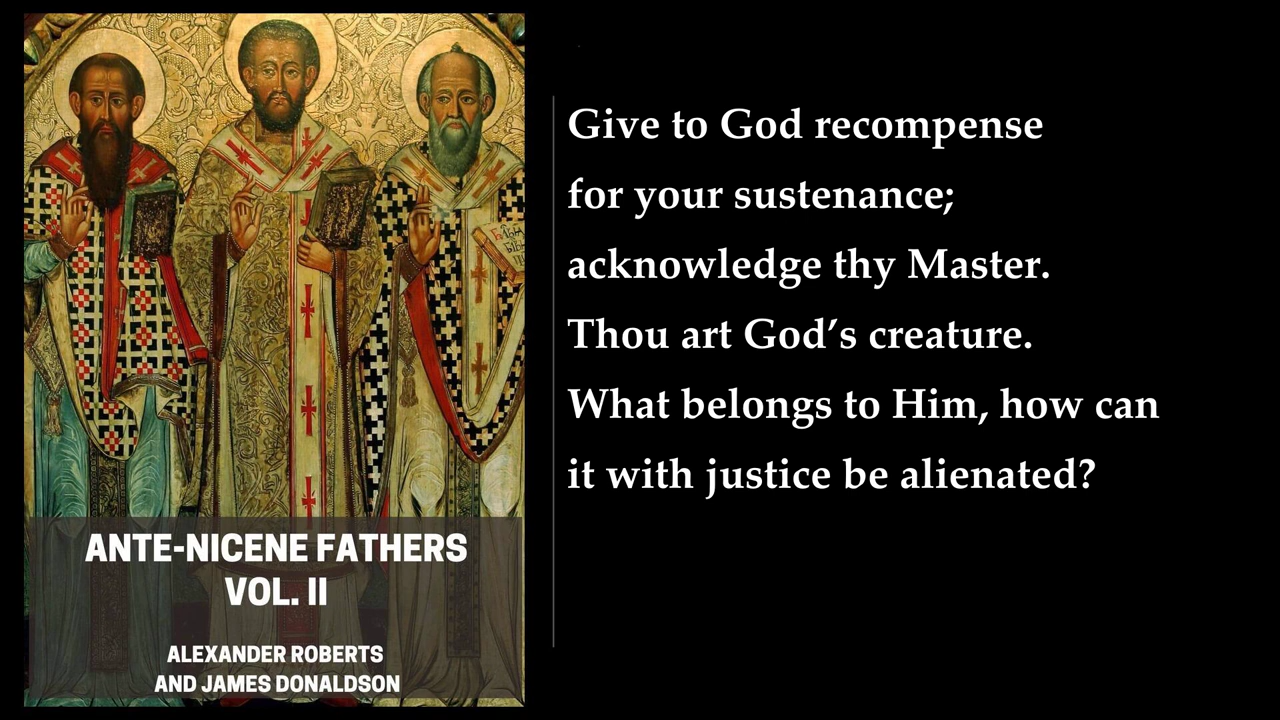 ANTE-NICENE FATHERS
VOL. II
ALEXANDER ROBERTS
AND JAMES DONALDSON
Give to God recompense
for your sustenance;
acknowledge thy Master.
Thou art God’s creature.
What belongs to Him, how can
it with justice be alienated?